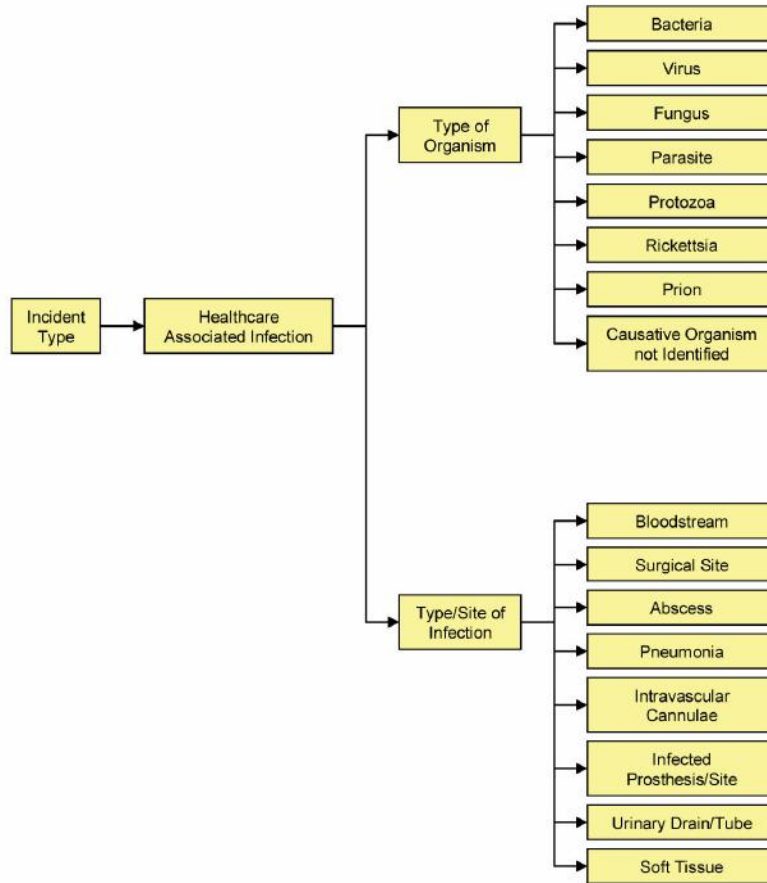 Incident
Type
Healthcare
Associated Infection
Type of
Organism
Bacteria
Virus
Fungus
Parasite
Protozoa
Rickettsia
Prion
Causative Organism
not Identified
Type/Site of
Infection
Bloodstream
Surgical Site
Abscess
Pneumonia
Intravascular
Cannulae
Infected
Prosthesis/Site
Urinary Drain/Tube
Soft Tissue